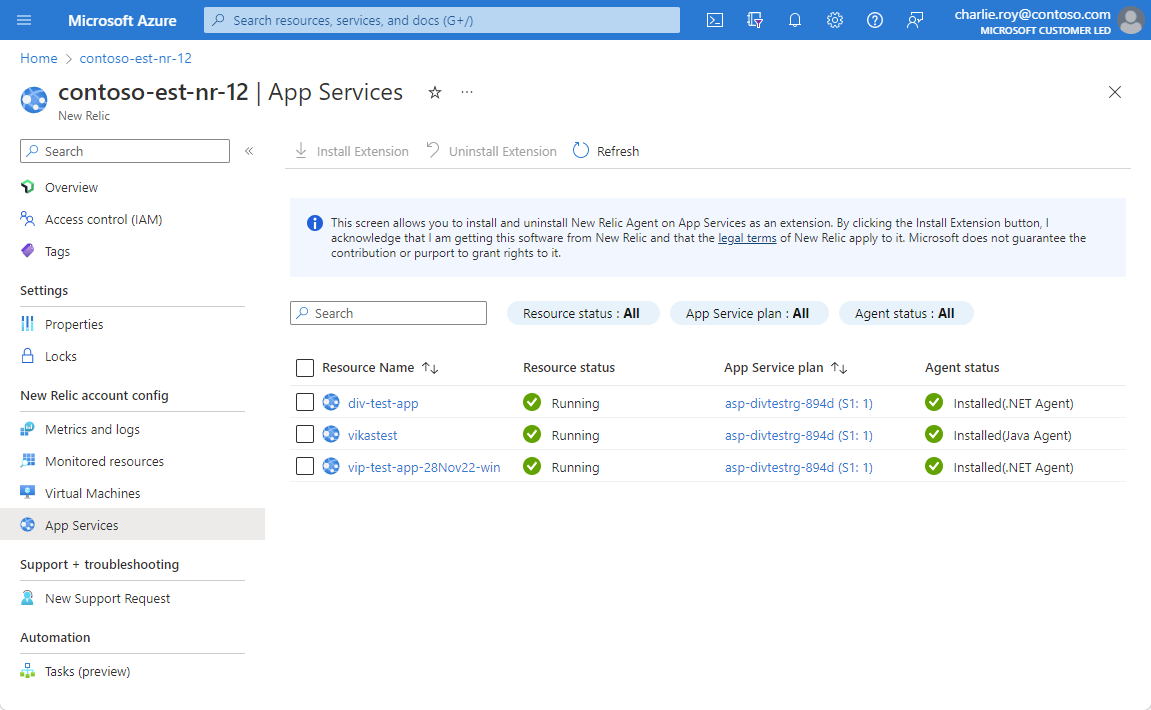 Microsoft Azure
Search resources, services, and docs (G+/)
charlie.roy@contoso.com
MICROSOFT CUSTOMER LED
Home > contoso-est-nr-12
contoso-est-nr-12 | App Services
New Relic
Search
Install Extension
Uninstall Extension
Refresh
Overview
Access control (IAM)
Tags
Settings
Properties
Locks
New Relic account config
Metrics and logs
Monitored resources
Virtual Machines
App Services
Support + troubleshooting
New Support Request
Automation
Tasks (preview)
This screen allows you to install and uninstall New Relic Agent on App Services as an extension. By clicking the Install Extension button, I
acknowledge that I am getting this software from New Relic and that the legal terms of New Relic apply to it. Microsoft does not guarantee the
contribution or purport to grant rights to it.
Search
Resource status : All
App Service plan : All
Agent status : All
Resource Name Resource status App Service plan Agent status
div-test-app Running asp-divtestrg-894d (S1: 1) Installed(.NET Agent)
vikastest Running asp-divtestrg-894d (S1: 1) Installed(Java Agent)
vip-test-app-28Nov22-win Running asp-divtestrg-894d (S1: 1) Installed(.NET Agent)